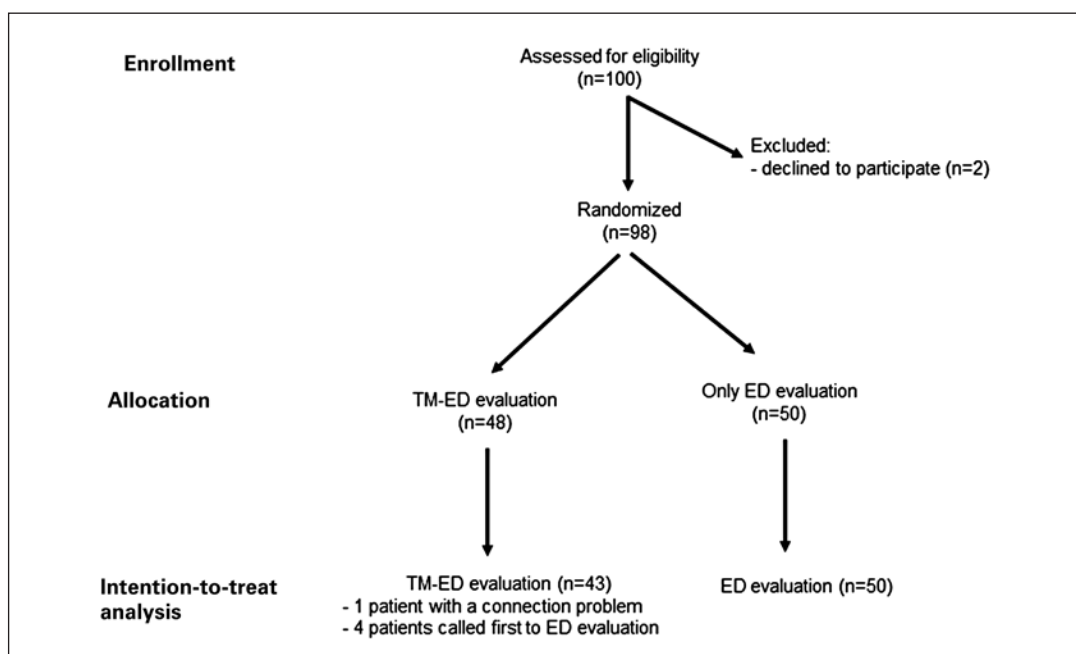 Enrollment
Assessed for eligibility
(n=100)
Excluded:
- declined to participate (n=2)
Randomized
(n=98)
Allocation
TM-ED evaluation
(n=48)
Only ED evaluation
(n=50)
Intention-to-treat
analysis
TM-ED evaluation (n=43)
- 1 patient with a connection problem
- 4 patients called first to ED evaluation
ED evaluation (n=50)